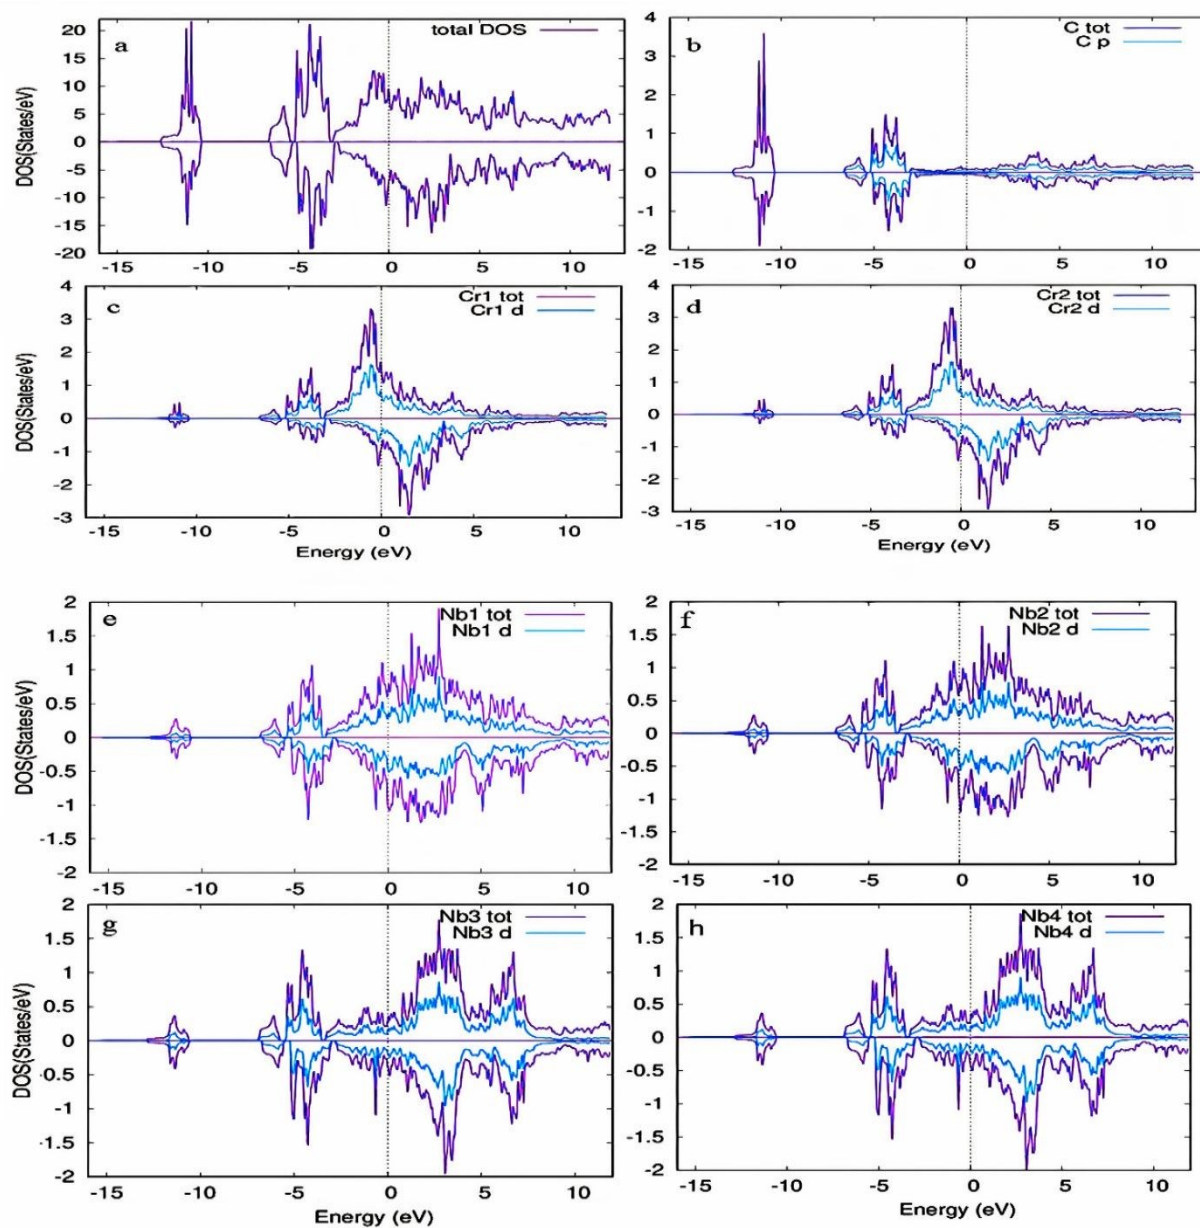 a
total DOS
DOS(States/eV)
20
15
10
5
0
-5
-10
-15
-20
-15 -10 -5 0 5 10
b
C tot
C p
4
3
2
1
0
-1
-2
-15 -10 -5 0 5 10
c
Cr1 tot
Cr1 d
DOS(States/eV)
4
3
2
1
0
-1
-2
-3
-15 -10 -5 0 5 10
Energy (eV)
d
Cr2 tot
Cr2 d
4
3
2
1
0
-1
-2
-3
-15 -10 -5 0 5 10
Energy (eV)
e
Nb1 tot
Nb1 d
DOS(States/eV)
2
1.5
1
0.5
0
-0.5
-1
-1.5
-2
-15 -10 -5 0 5 10
f
Nb2 tot
Nb2 d
2
1.5
1
0.5
0
-0.5
-1
-1.5
-2
-15 -10 -5 0 5 10
g
Nb3 tot
Nb3 d
DOS(States/eV)
2
1.5
1
0.5
0
-0.5
-1
-1.5
-2
-15 -10 -5 0 5 10
Energy (eV)
h
Nb4 tot
Nb4 d
2
1.5
1
0.5
0
-0.5
-1
-1.5
-2
-15 -10 -5 0 5 10
Energy (eV)